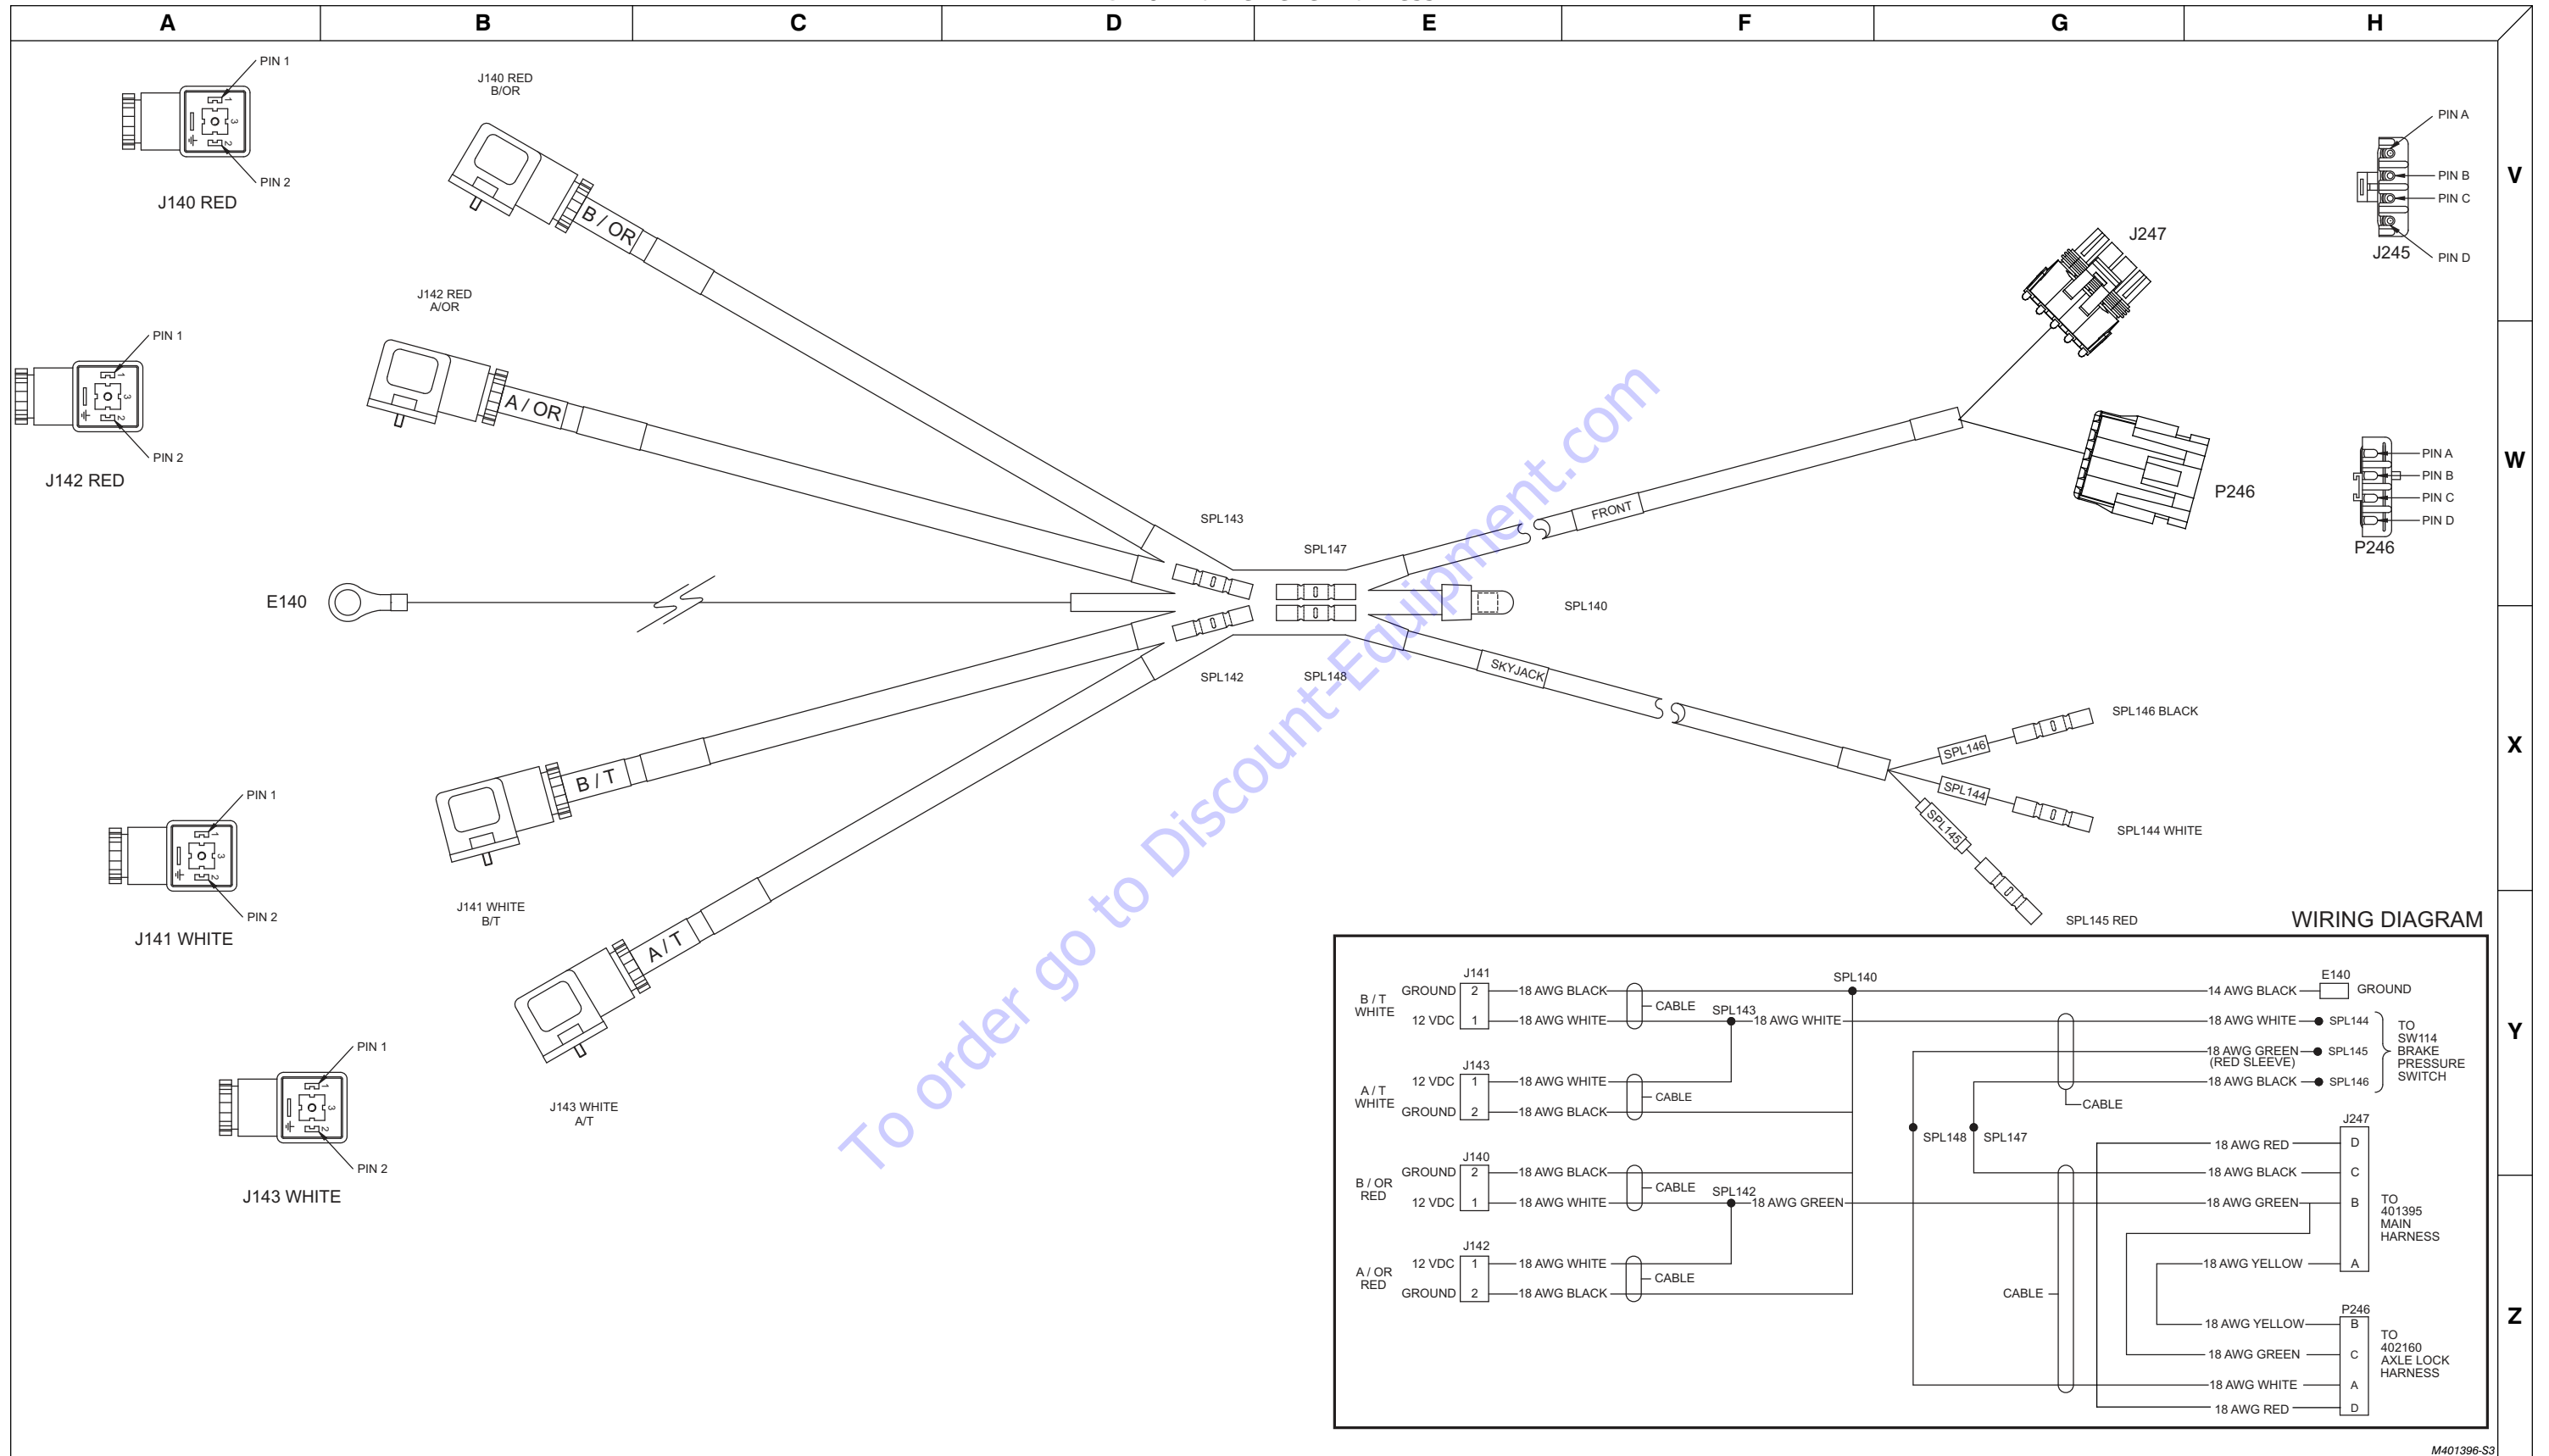 A B C D E F G H
V
W
X
Y
Z
PIN 1
PIN 2
J140 RED
J140 RED
B/OR
B / OR
PIN 1
PIN 2
J142 RED
J142 RED
A/OR
A / OR
E140
PIN 1
PIN 2
J141 WHITE
B / T
J141 WHITE
B/T
PIN 1
PIN 2
J143 WHITE
A / T
J143 WHITE
A/T
SPL143
SPL147
SPL142
SPL148
SPL140
FRONT
SKYJACK
J247
P246
PIN A
PIN B
PIN C
PIN D
J245
PIN A
PIN B
PIN C
PIN D
P246
SPL146
SPL146 BLACK
SPL144
SPL144 WHITE
SPL145
SPL145 RED
To order go to Discount-Equipment.com
WIRING DIAGRAM
B / T
WHITE
J141
GROUND 2 18 AWG BLACK
12 VDC 1 18 AWG WHITE
CABLE
SPL143
18 AWG WHITE
SPL140
A / T
WHITE
J143
12 VDC 1 18 AWG WHITE
GROUND 2 18 AWG BLACK
CABLE
B / OR
RED
J140
GROUND 2 18 AWG BLACK
12 VDC 1 18 AWG WHITE
CABLE
SPL142
18 AWG GREEN
A / OR
RED
J142
12 VDC 1 18 AWG WHITE
GROUND 2 18 AWG BLACK
CABLE
E140
14 AWG BLACK GROUND
18 AWG WHITE SPL144
18 AWG GREEN SPL145
(RED SLEEVE)
18 AWG BLACK SPL146
TO
SW114
BRAKE
PRESSURE
SWITCH
CABLE
SPL148 SPL147
J247
18 AWG RED D
18 AWG BLACK C
18 AWG GREEN B
18 AWG YELLOW A
TO
401395
MAIN
HARNESS
CABLE
P246
18 AWG YELLOW B
18 AWG GREEN C
18 AWG WHITE A
18 AWG RED D
TO
402160
AXLE LOCK
HARNESS
M401396-S3